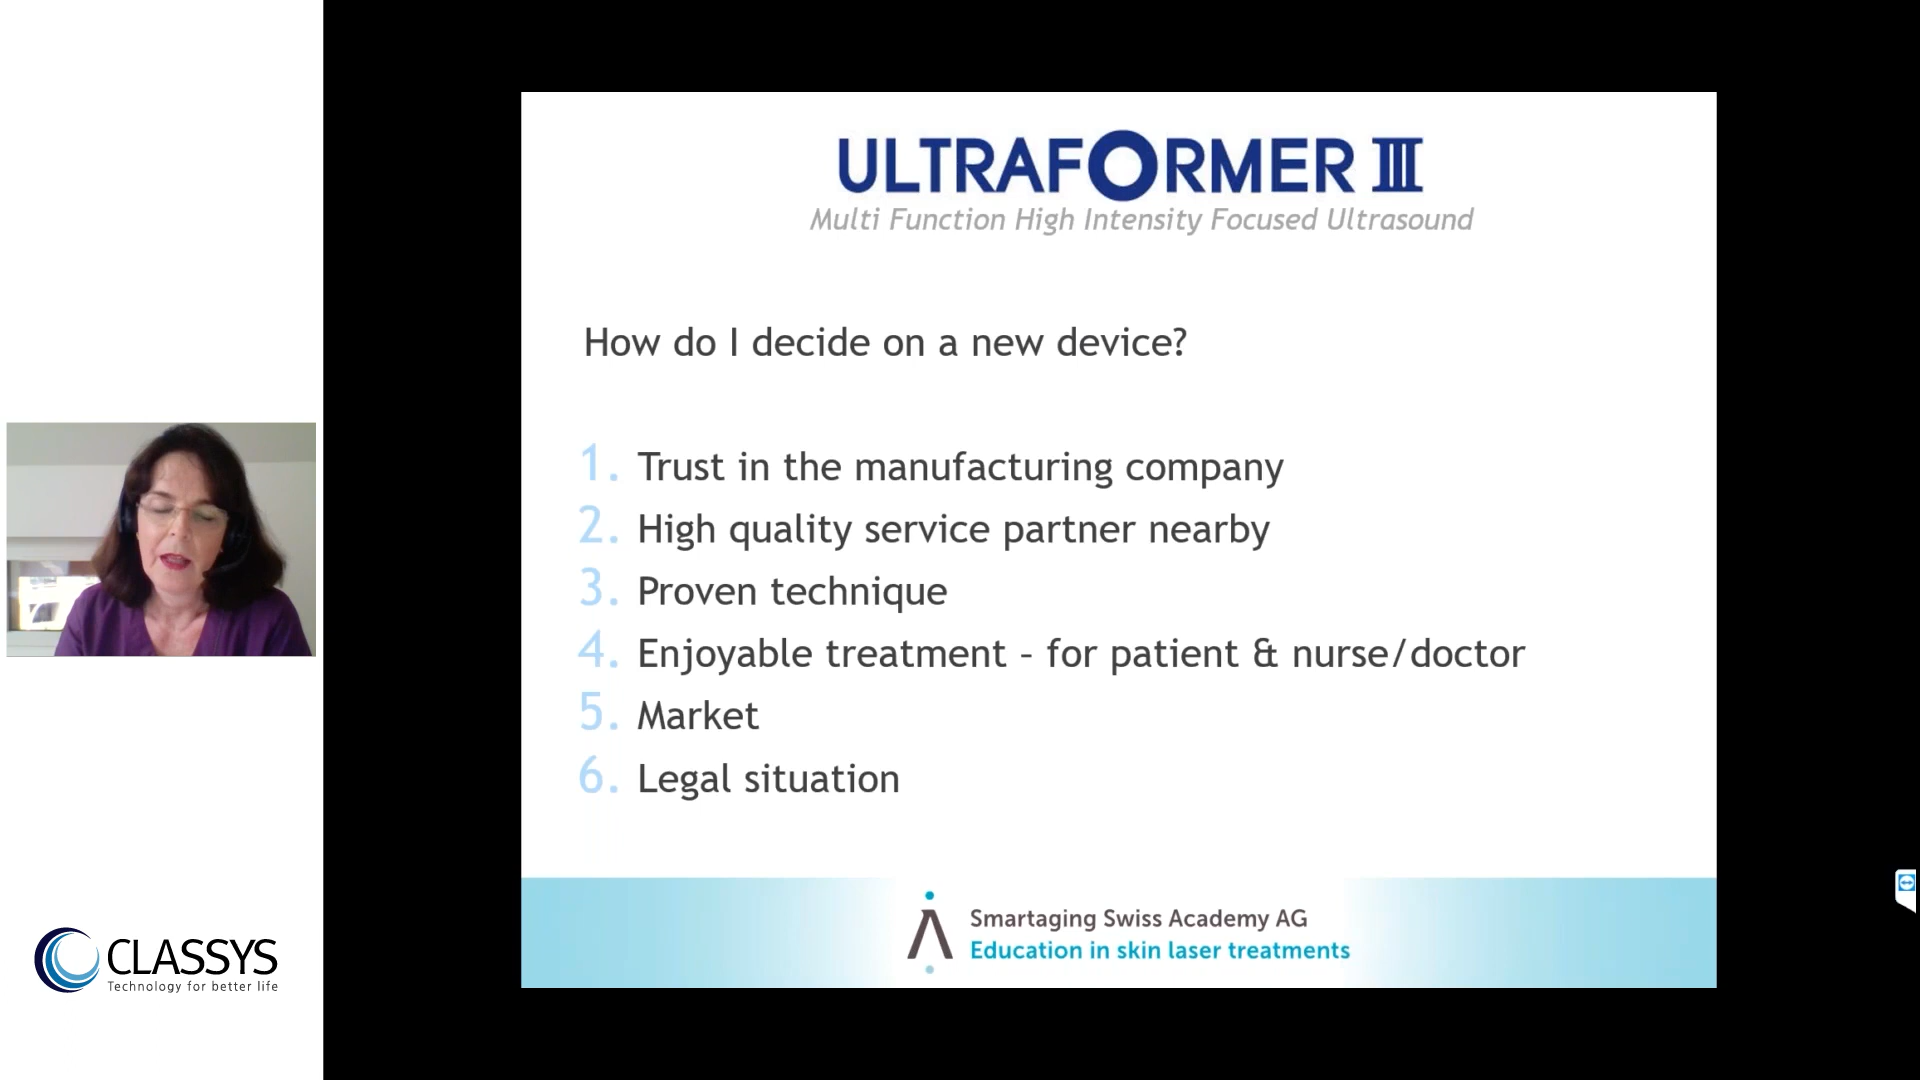 ULTRAFORMER III
Multi Function High Intensity Focused Ultrasound
How do I decide on a new device?
1. Trust in the manufacturing company
2. High quality service partner nearby
3. Proven technique
4. Enjoyable treatment – for patient & nurse/doctor
5. Market
6. Legal situation
Smartaging Swiss Academy AG
Education in skin laser treatments
CLASSYS
Technology for better life